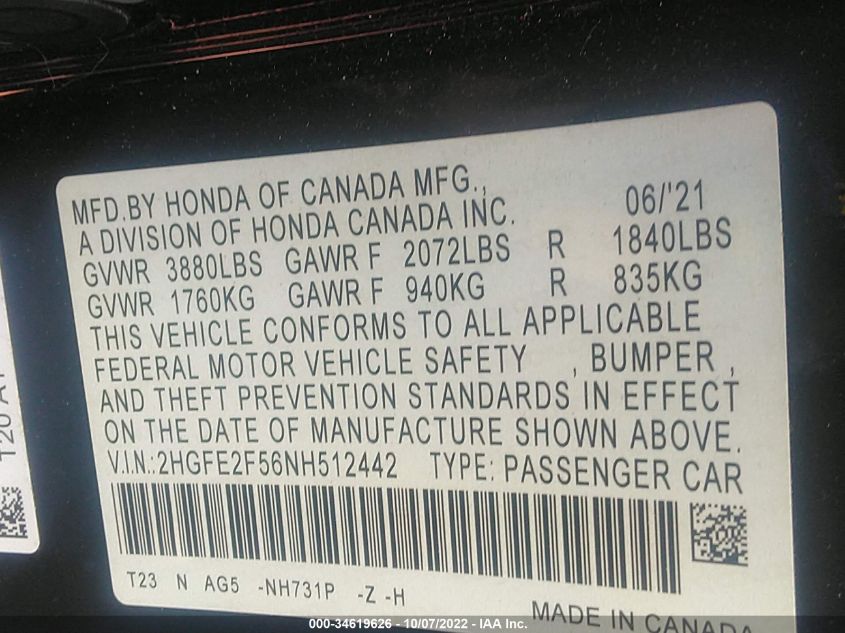 MFD.BY HONDA OF CANADA MFG.,
A DIVISION OF HONDA CANADA INC. 06/'21
GVWR 3880LBS GAWR F 2072LBS R 1840LBS
GVWR 1760KG GAWR F 940KG R 835KG
THIS VEHICLE CONFORMS TO ALL APPLICABLE
FEDERAL MOTOR VEHICLE SAFETY , BUMPER ,
AND THEFT PREVENTION STANDARDS IN EFFECT
ON THE DATE OF MANUFACTURE SHOWN ABOVE.
V.I.N.:2HGFE2F56NH512442 TYPE: PASSENGER CAR
T23 N AG5 -NH731P -Z -H
MADE IN CANADA
000-34619626 - 10/07/2022 - IAA Inc.